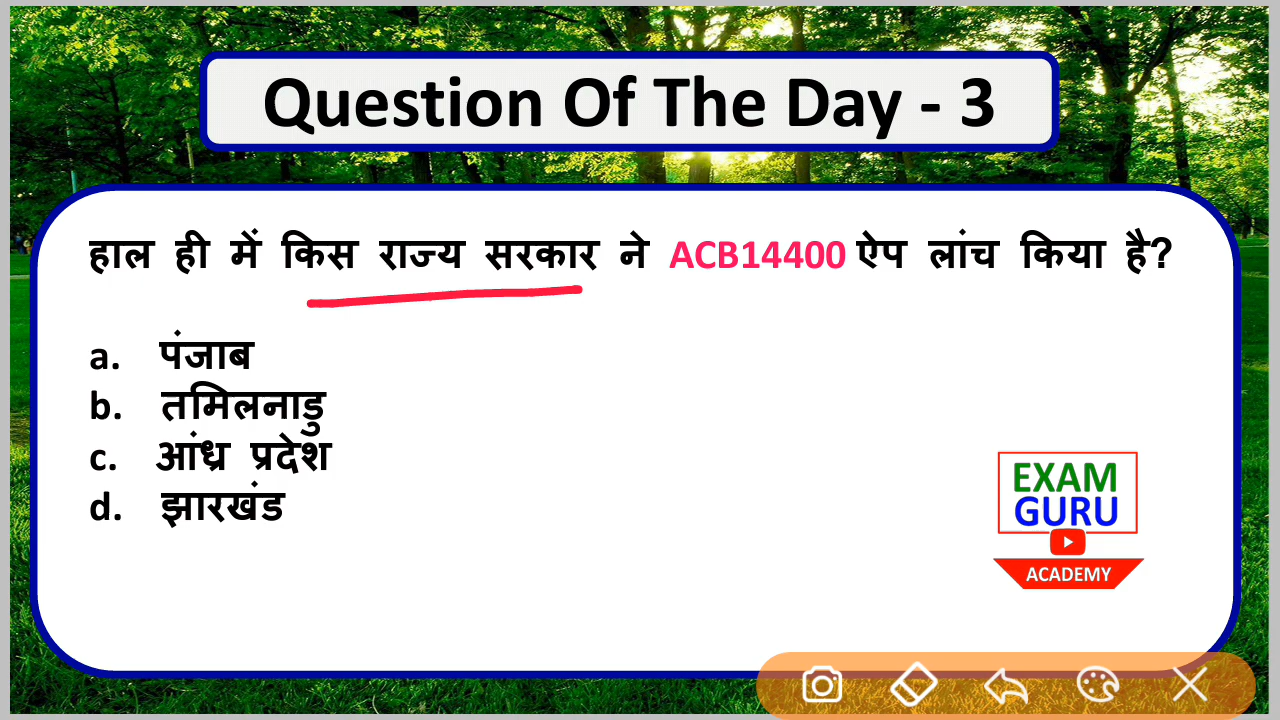 Question Of The Day - 3
हाल ही में किस राज्य सरकार ने ACB14400 ऐप लांच किया है?
a. पंजाब
b. तमिलनाडु
c. आंध्र प्रदेश
d. झारखंड
EXAM
GURU
ACADEMY